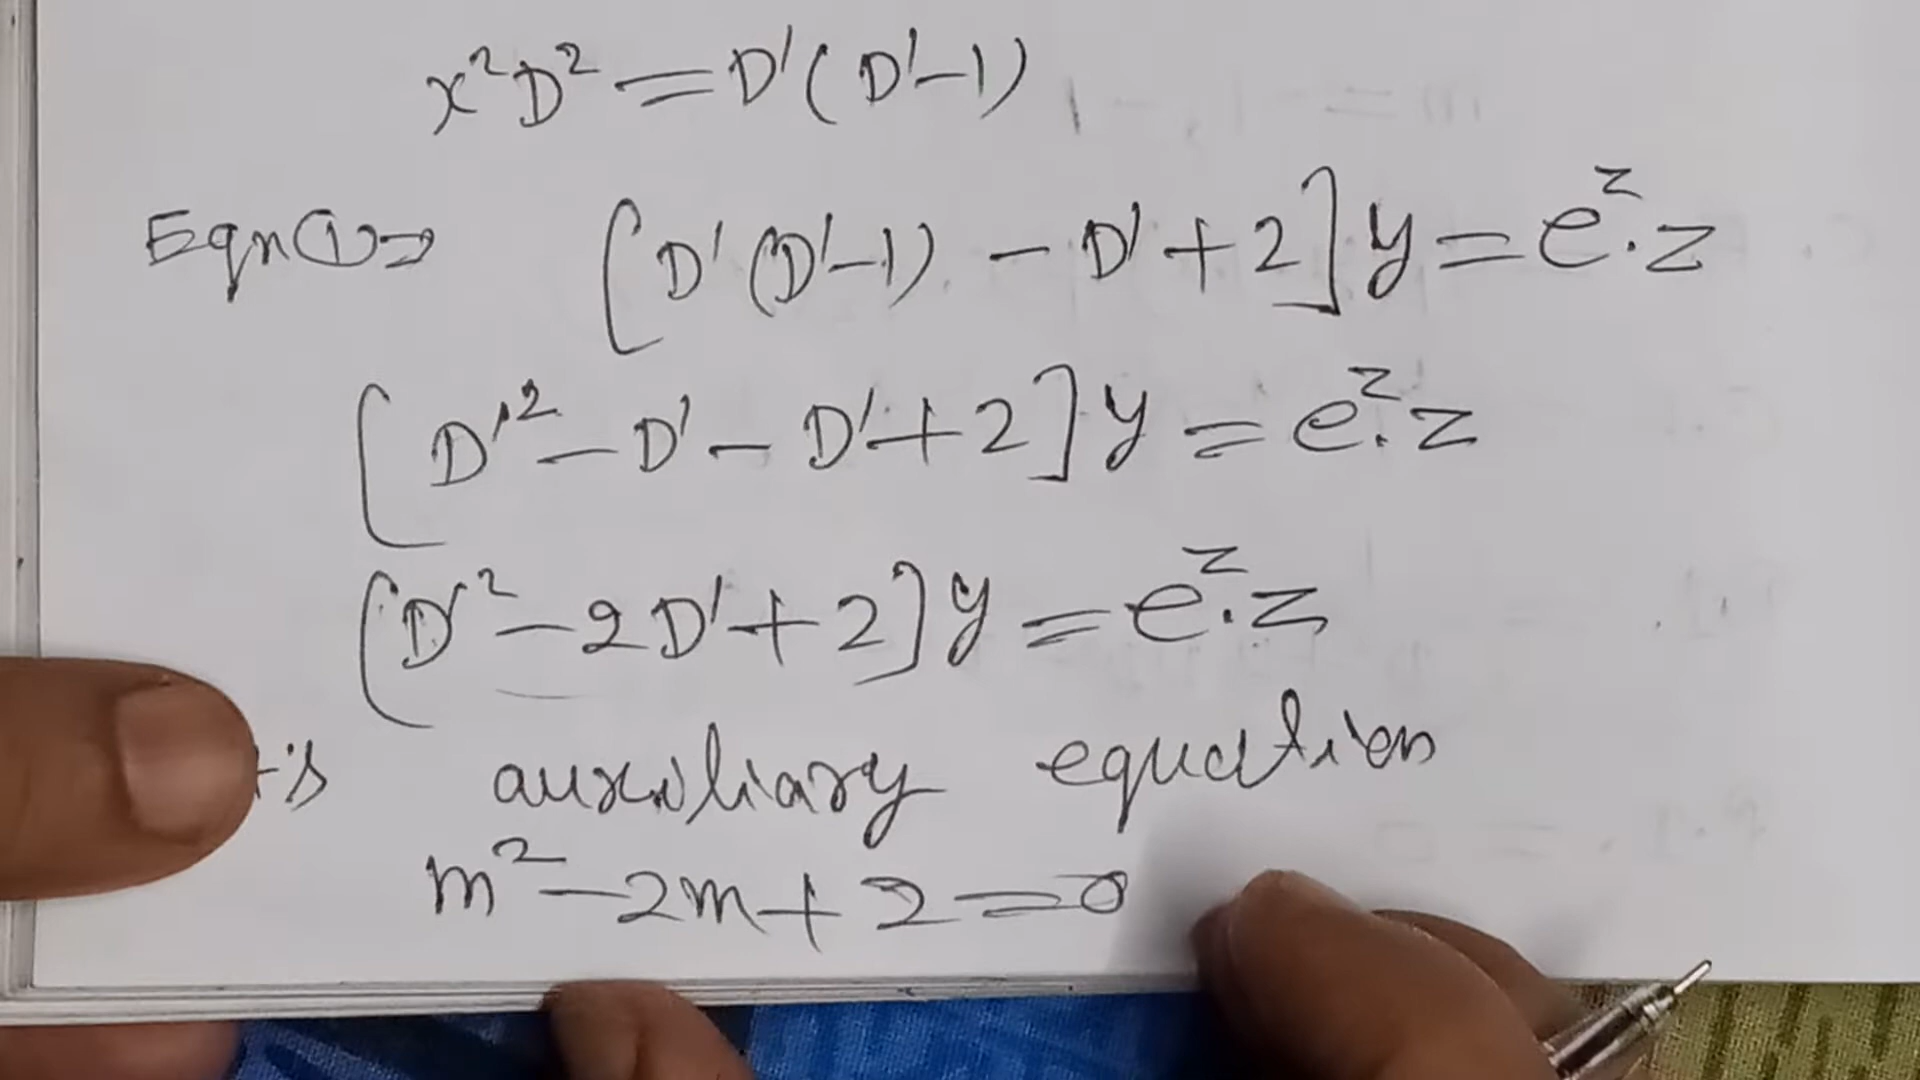 x²D² = D'(D'-1)
Eqn ① ⇒ [D'(D'-1) - D' + 2] y = e^z . z
[D'² - D' - D' + 2] y = e^z . z
[D'² - 2D' + 2] y = e^z . z
auxiliary equation
m² - 2m + 2 = 0